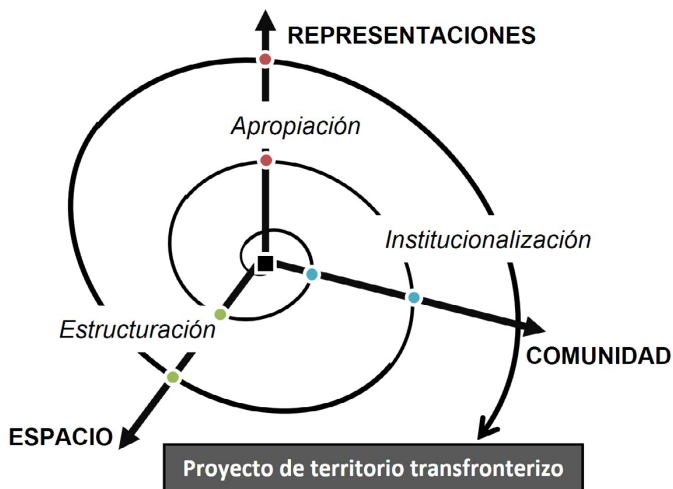 REPRESENTACIONES
Apropiación
Institucionalización
Estructuración
COMUNIDAD
ESPACIO
Proyecto de territorio transfronterizo